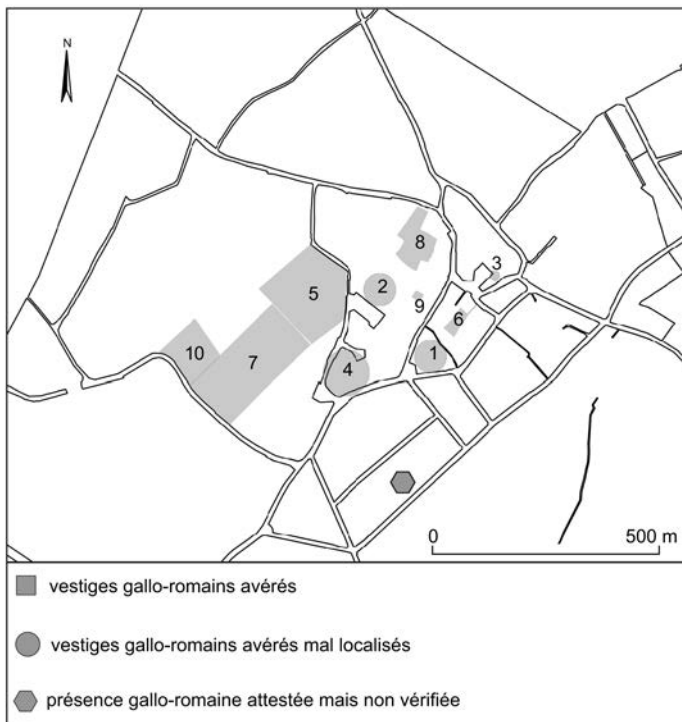 N
8
3
2
5
9
6
10
7
4
1
0 500 m
vestiges gallo-romains avérés
vestiges gallo-romains avérés mal localisés
présence gallo-romaine attestée mais non vérifiée